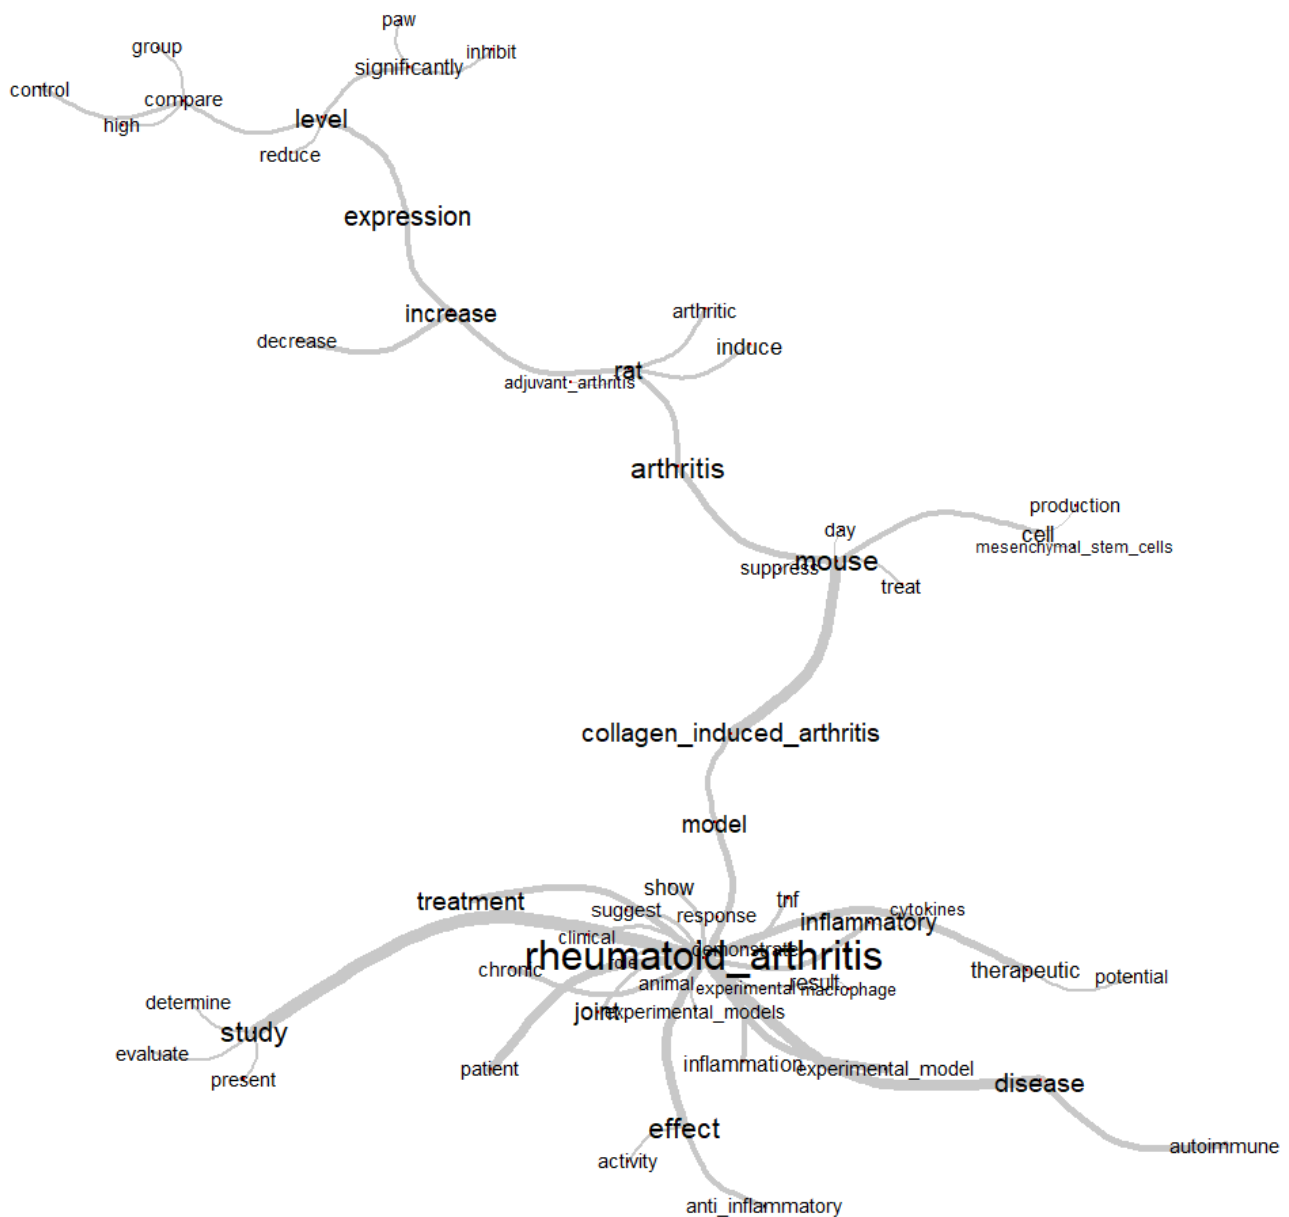 paw
group
inhibit
significantly
control
compare
high
level
reduce
expression
arthritic
increase
decrease
induce
rat
adjuvant_arthritis
arthritis
production
day
cell
mesenchymal_stem_cells
mouse
suppress
treat
collagen_induced_arthritis
model
show
tnf
treatment
suggest
response
cytokines
inflammatory
clinical
demonstrate
rheumatoid_arthritis
role
chronic
therapeutic
potential
animal
result
experimental
macrophage
determine
joint
experimental_models
study
evaluate
present
patient
inflammation
experimental_model
disease
effect
autoimmune
activity
anti_inflammatory